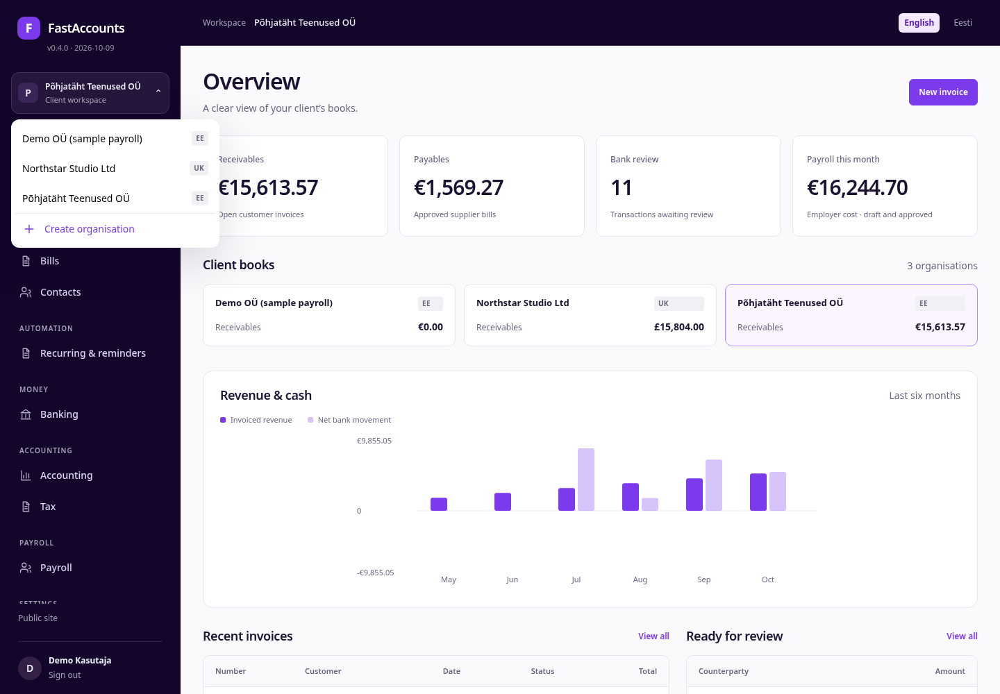 F FastAccounts
v0.4.0 · 2026-10-09
P Põhjatäht Teenused OÜ
Client workspace
Demo OÜ (sample payroll) EE
Northstar Studio Ltd UK
Põhjatäht Teenused OÜ EE
Create organisation
Bills
Contacts
AUTOMATION
Recurring & reminders
MONEY
Banking
ACCOUNTING
Accounting
Tax
PAYROLL
Payroll
SETTINGS
Public site
D Demo Kasutaja
Sign out
Workspace Põhjatäht Teenused OÜ
English Eesti
Overview
A clear view of your client’s books.
New invoice
Receivables
€15,613.57
Open customer invoices
Payables
€1,569.27
Approved supplier bills
Bank review
11
Transactions awaiting review
Payroll this month
€16,244.70
Employer cost · draft and approved
Client books 3 organisations
Demo OÜ (sample payroll) EE
Receivables €0.00
Northstar Studio Ltd UK
Receivables £15,804.00
Põhjatäht Teenused OÜ EE
Receivables €15,613.57
Revenue & cash Last six months
Invoiced revenue Net bank movement
€9,855.05
0
-€9,855.05
May Jun Jul Aug Sep Oct
Recent invoices View all
Number Customer Date Status Total
Ready for review View all
Counterparty Amount